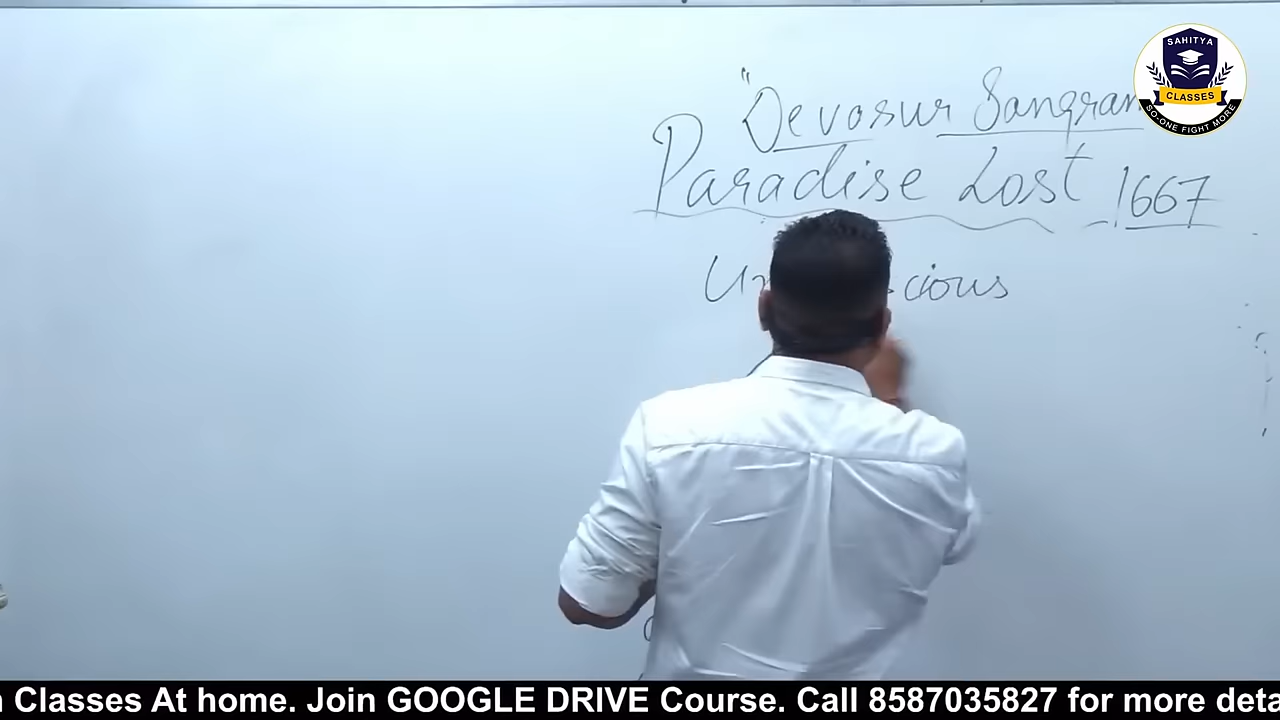 "Devasur Sangram
Paradise Lost - 1667
cious
SAHITYA
CLASSES
SO-ONE FIGHT MORE
n Classes At home. Join GOOGLE DRIVE Course. Call 8587035827 for more deta